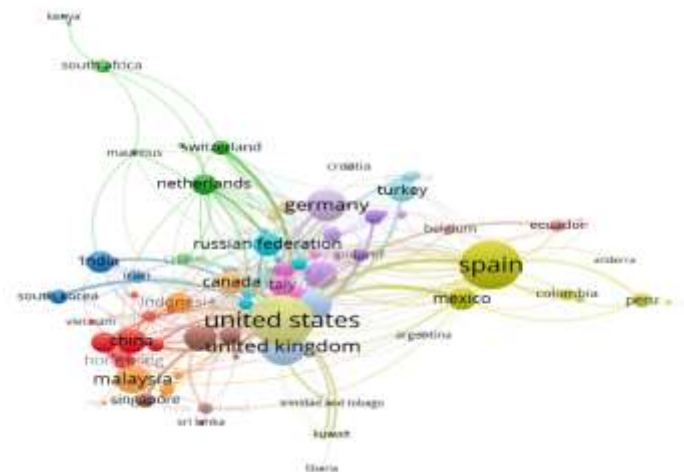 kenya
south africa
mauritius
switzerland
netherlands
croatia
turkey
germany
belgium
ecuador
russian federation
india
spain
andorra
iran
canada
italy
south korea
indonesia
mexico
colombia
peru
vietnam
united states
argentina
china
united kingdom
hong kong
malaysia
singapore
trinidad and tobago
sri lanka
kuwait
liberia